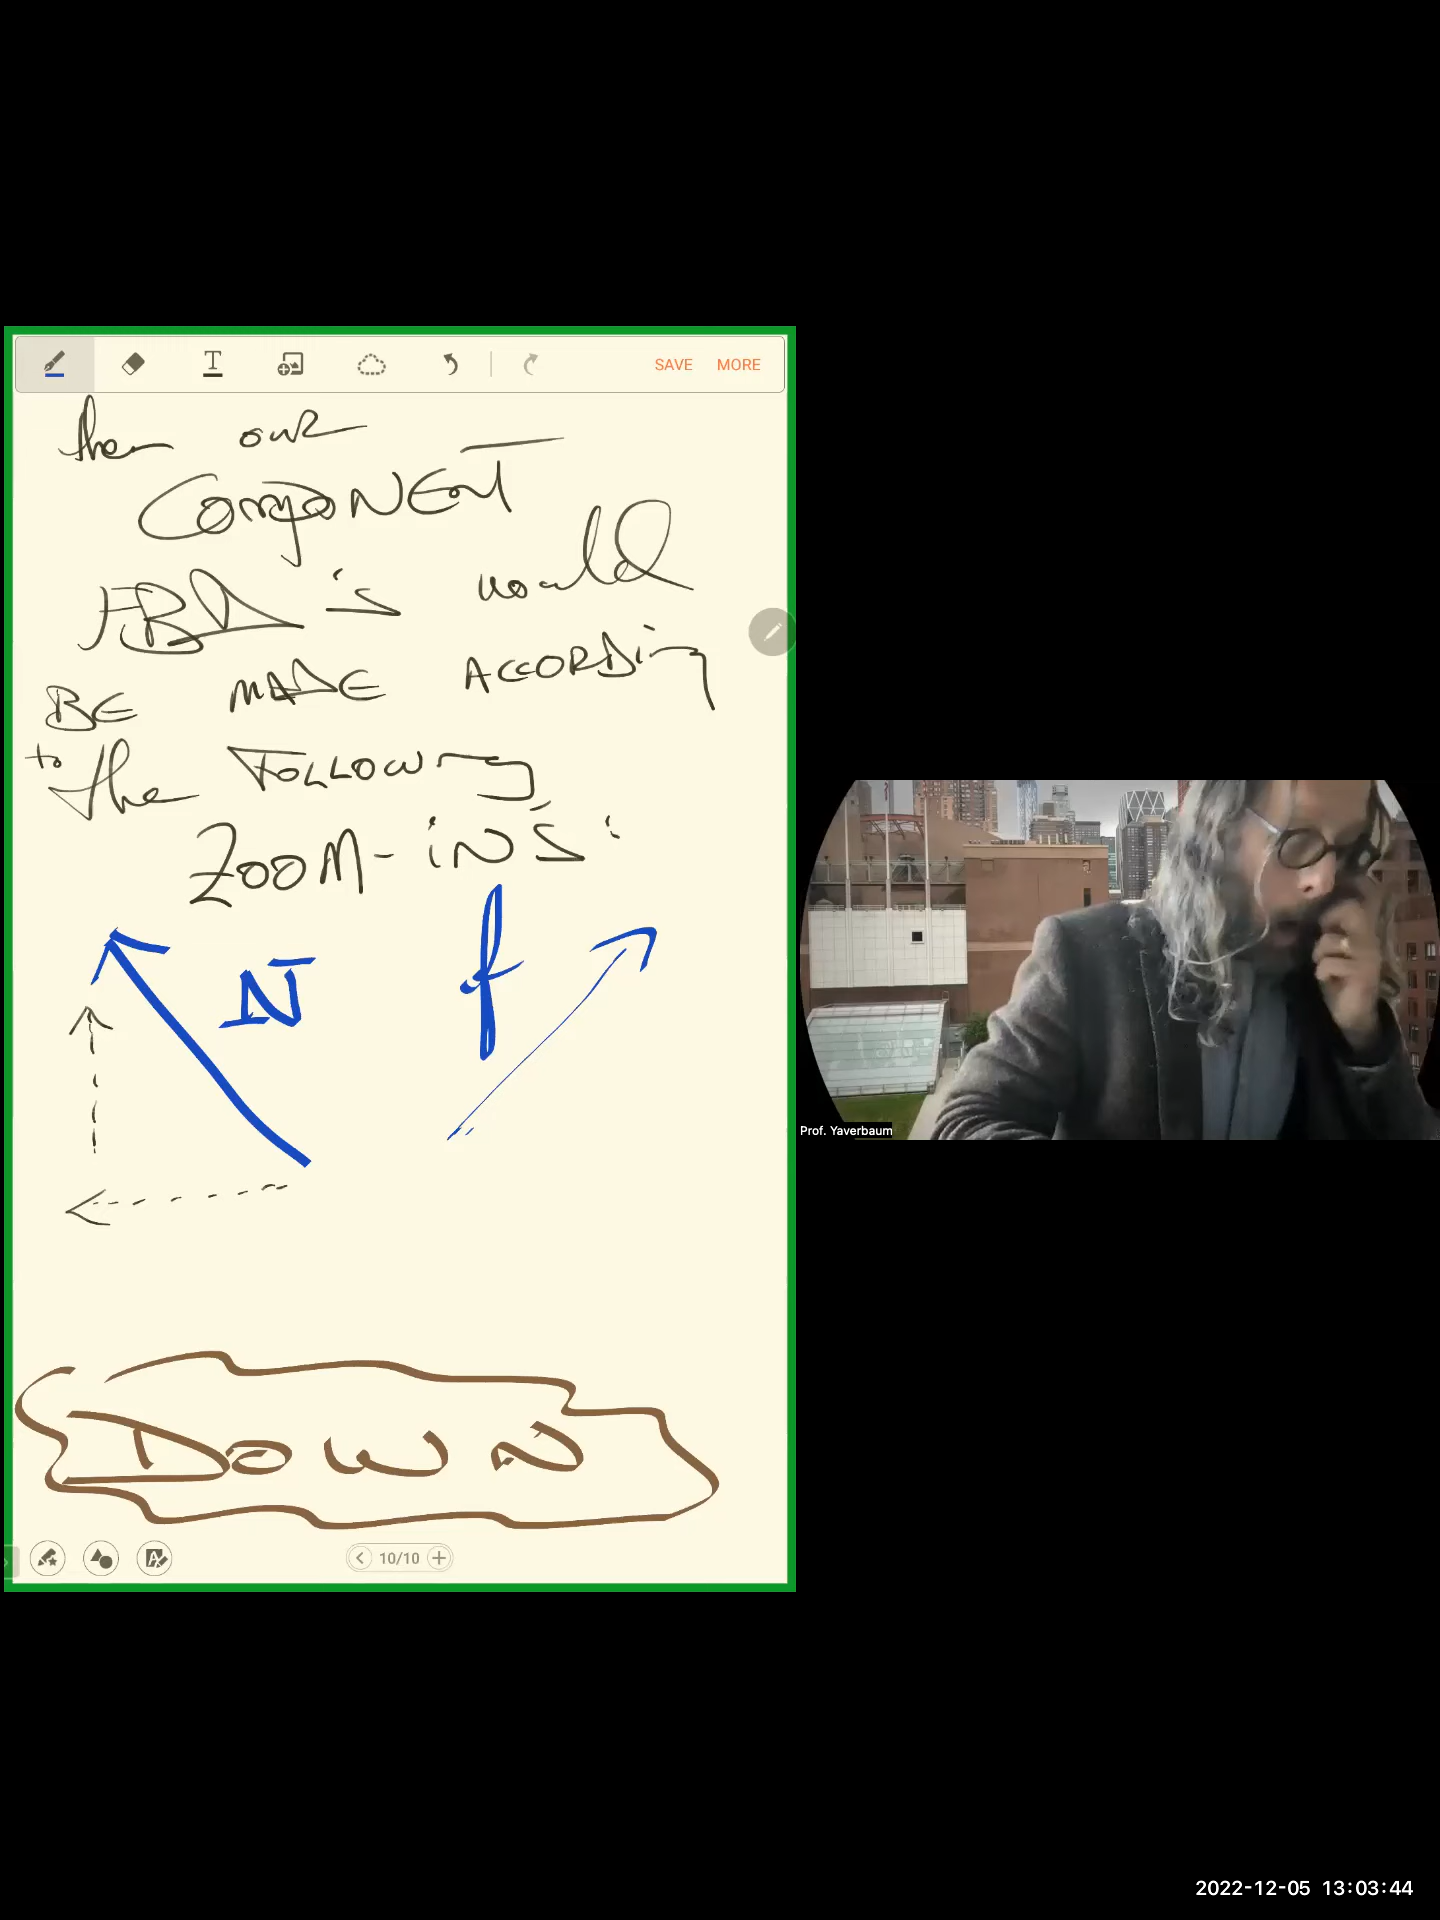 T
SAVE MORE
then our
COMPONENT
FBD's would
BE MADE ACCORDING
to the FOLLOWING
ZOOM-IN'S:
N f
DOWN
10/10
Prof. Yaverbaum
2022-12-05 13:03:44